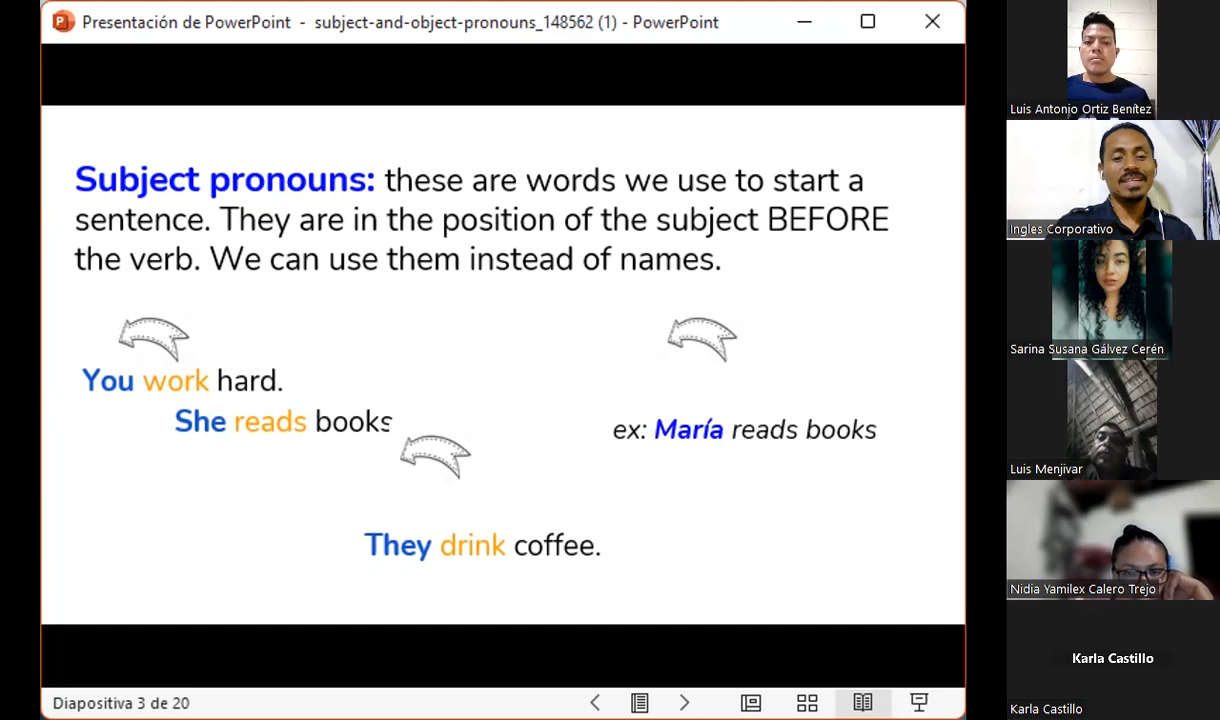 Presentación de PowerPoint - subject-and-object-pronouns_148562 (1) - PowerPoint
Subject pronouns: these are words we use to start a
sentence. They are in the position of the subject BEFORE
the verb. We can use them instead of names.
You work hard.
She reads books
ex: María reads books
They drink coffee.
Diapositiva 3 de 20
Luis Antonio Ortiz Benítez
Ingles Corporativo
Sarina Susana Gálvez Cerén
Luis Menjivar
Nidia Yamilex Calero Trejo
Karla Castillo
Karla Castillo